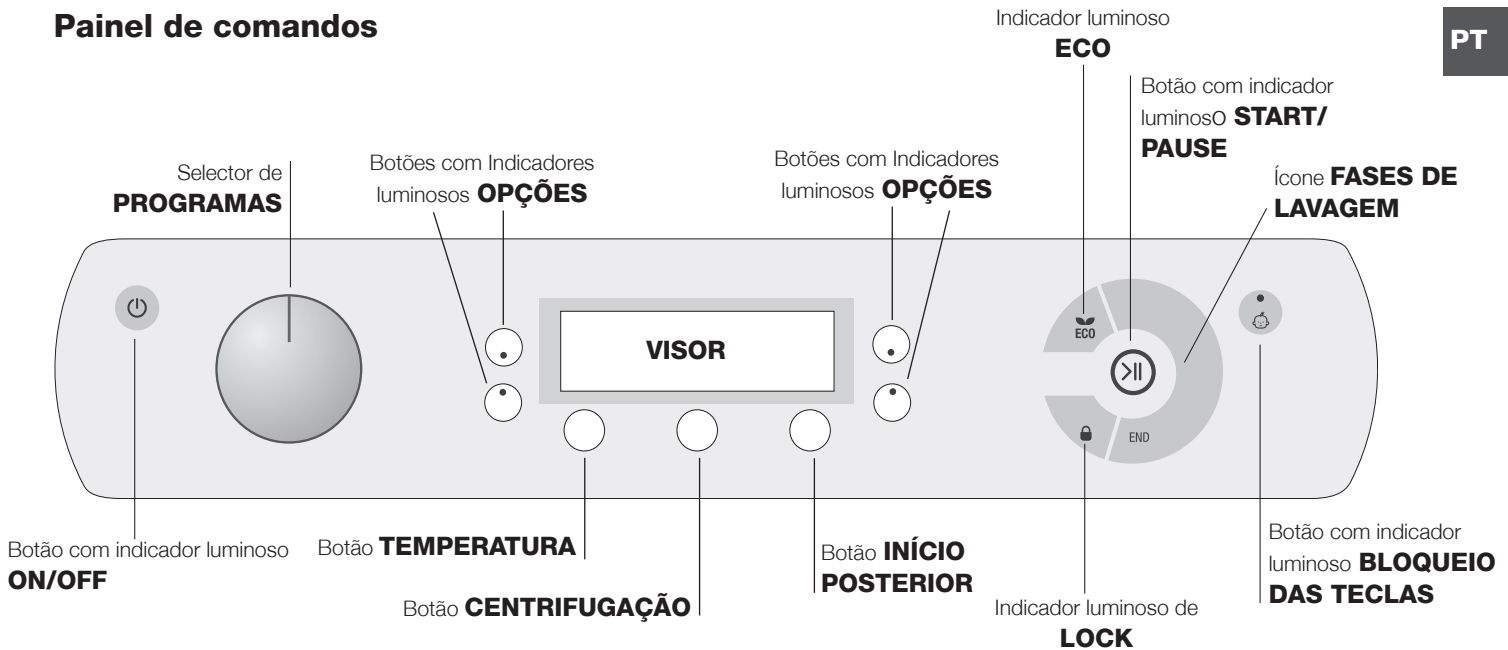 Painel de comandos
PT
Indicador luminoso
ECO
Botão com indicador
luminosO START/
PAUSE
Ícone FASES DE
LAVAGEM
Selector de
PROGRAMAS
Botões com Indicadores
luminosos OPÇÕES
Botões com Indicadores
luminosos OPÇÕES
VISOR
ECO
END
Botão com indicador luminoso
ON/OFF
Botão TEMPERATURA
Botão CENTRIFUGAÇÃO
Botão INÍCIO
POSTERIOR
Indicador luminoso de
LOCK
Botão com indicador
luminoso BLOQUEIO
DAS TECLAS